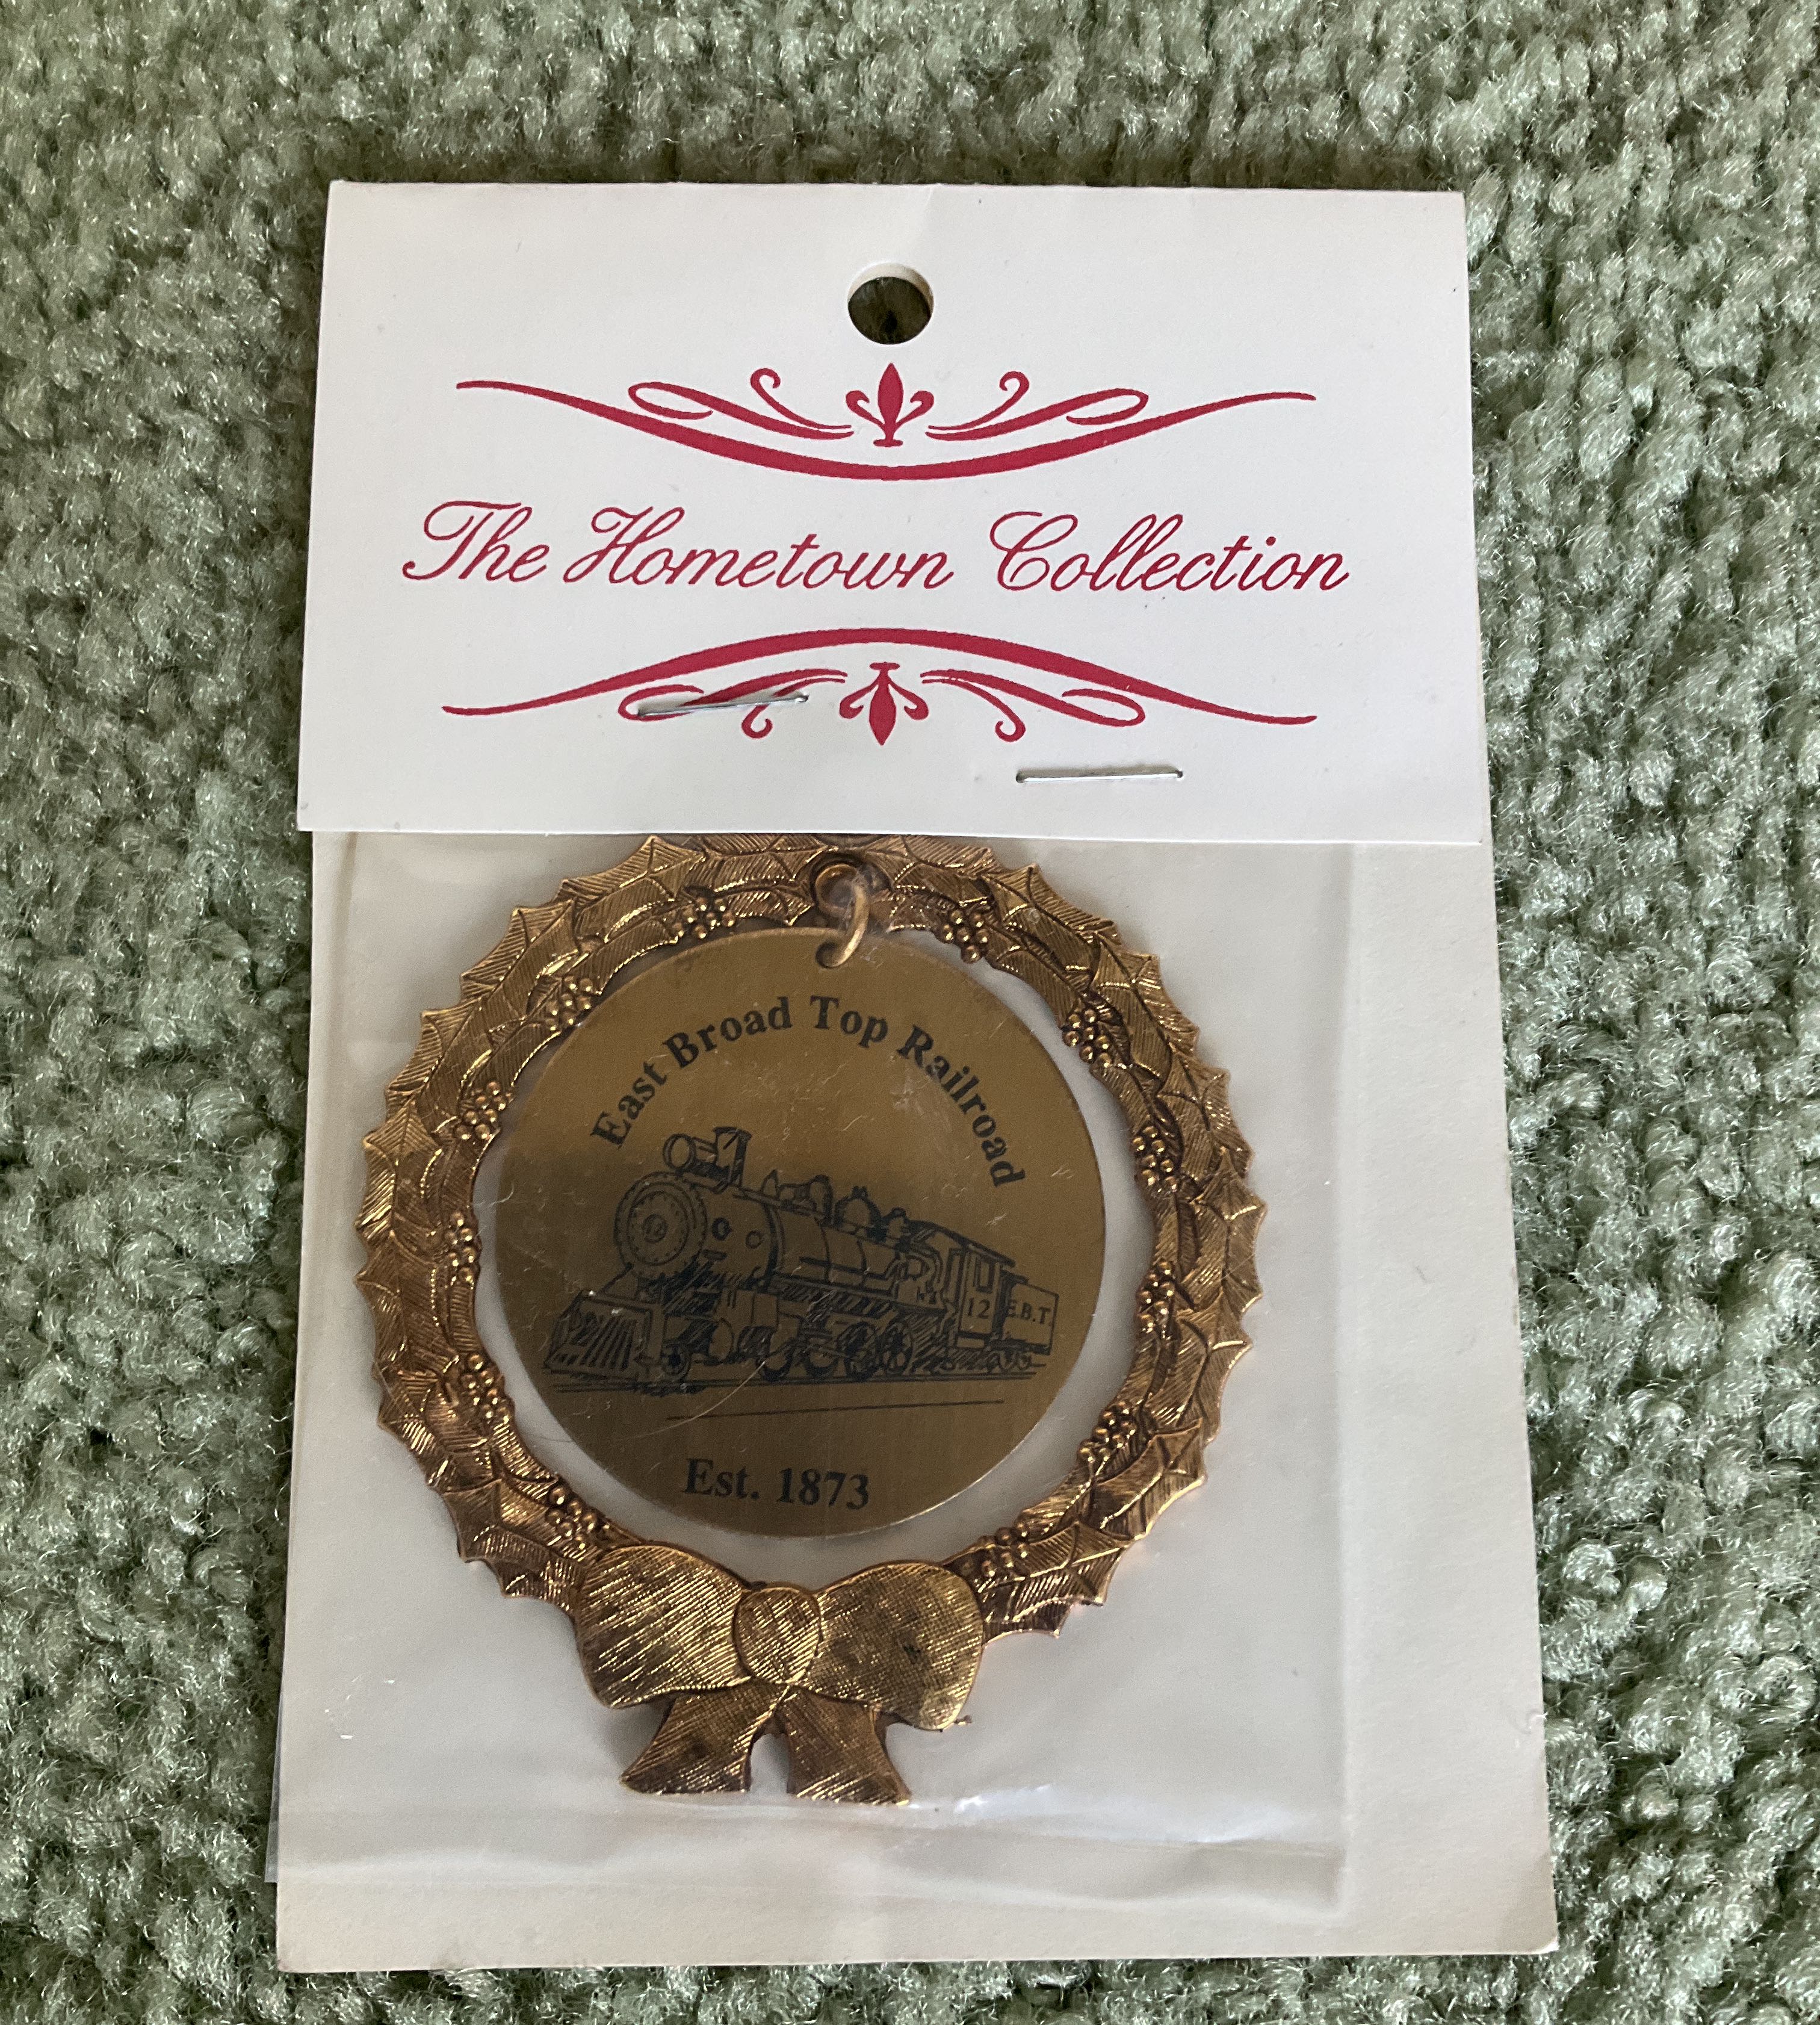 The Hometown Collection
East Broad Top Railroad
12 E.B.T.
Est. 1873